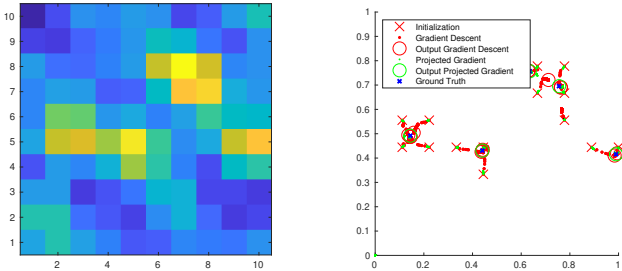 10
9
8
7
6
5
4
3
2
1
2 4 6 8 10
1
0.9
0.8
0.7
0.6
0.5
0.4
0.3
0.2
0.1
0
0 0.2 0.4 0.6 0.8 1
Initialization
Gradient Descent
Output Gradient Descent
Projected Gradient
Output Projected Gradient
Ground Truth